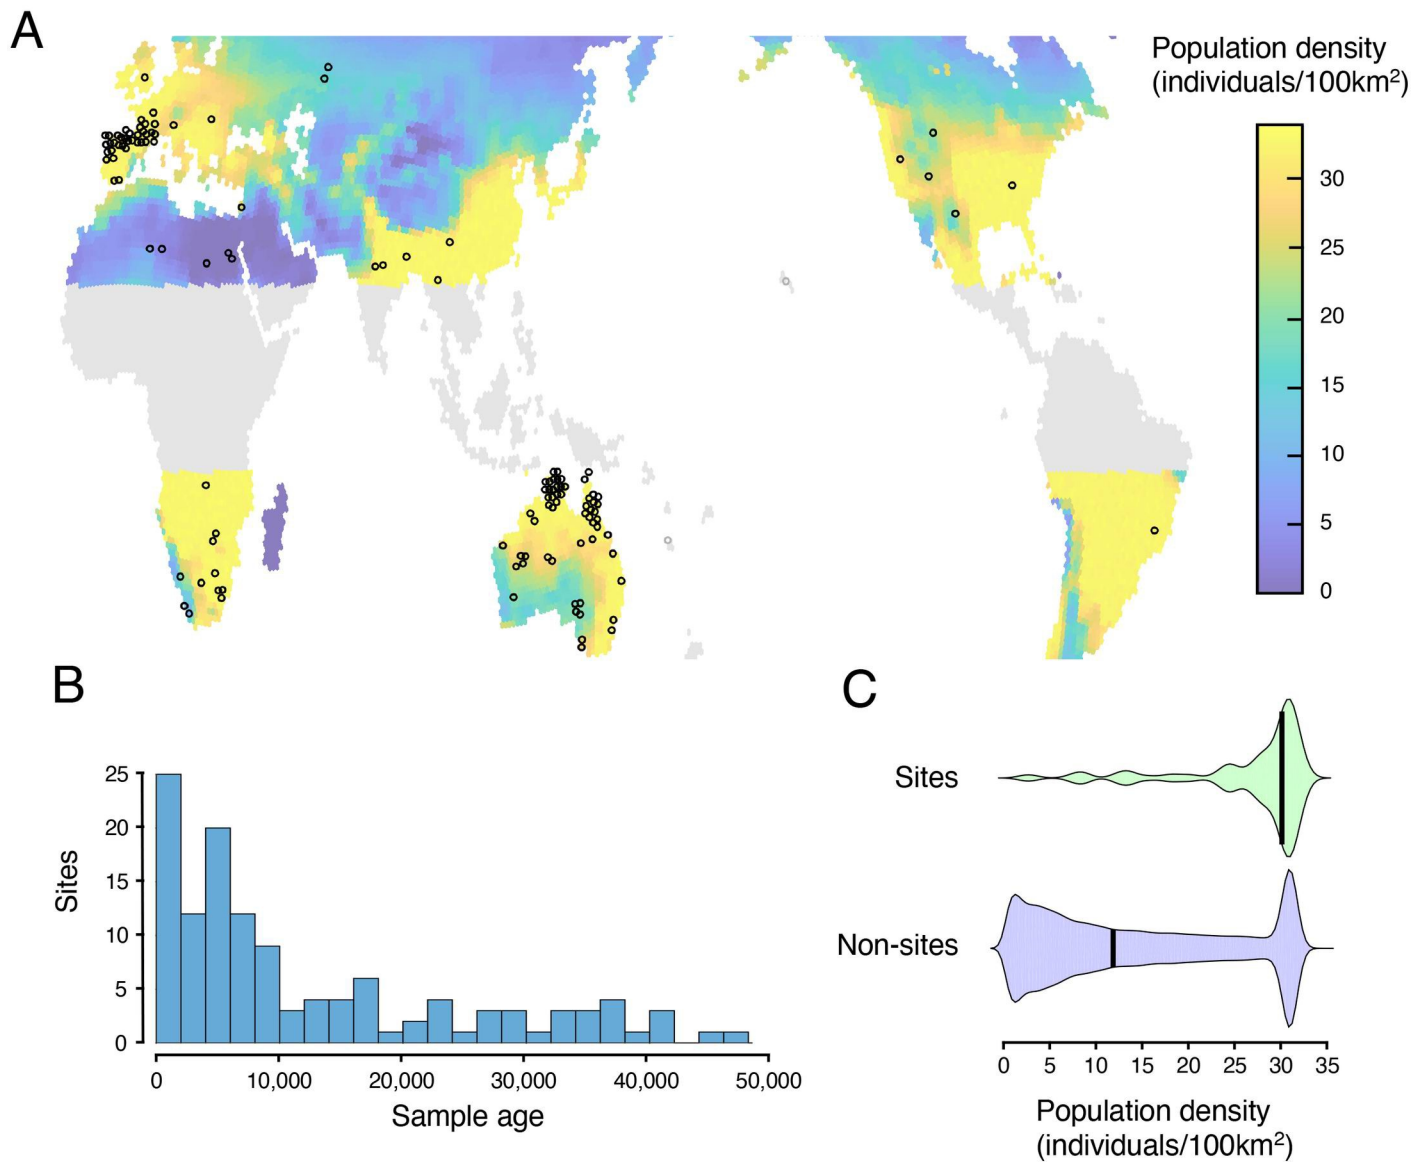 A
Population density
(individuals/100km²)
30
25
20
15
10
5
0
B
Sites
25
20
15
10
5
0
0 10,000 20,000 30,000 40,000 50,000
Sample age
C
Sites
Non-sites
0 5 10 15 20 25 30 35
Population density
(individuals/100km²)